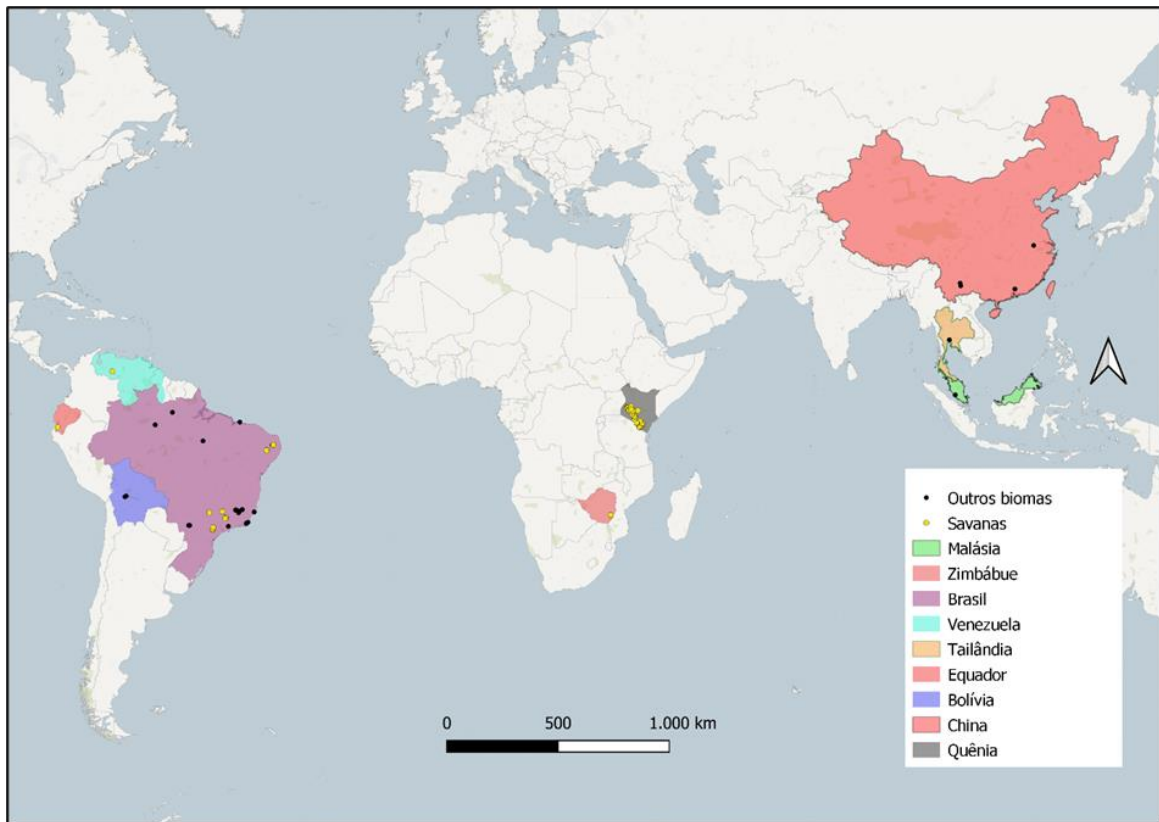 Outros biomas
Savanas
Malásia
Zimbábue
Brasil
Venezuela
Tailândia
Equador
Bolívia
China
Quênia
0 500 1.000 km